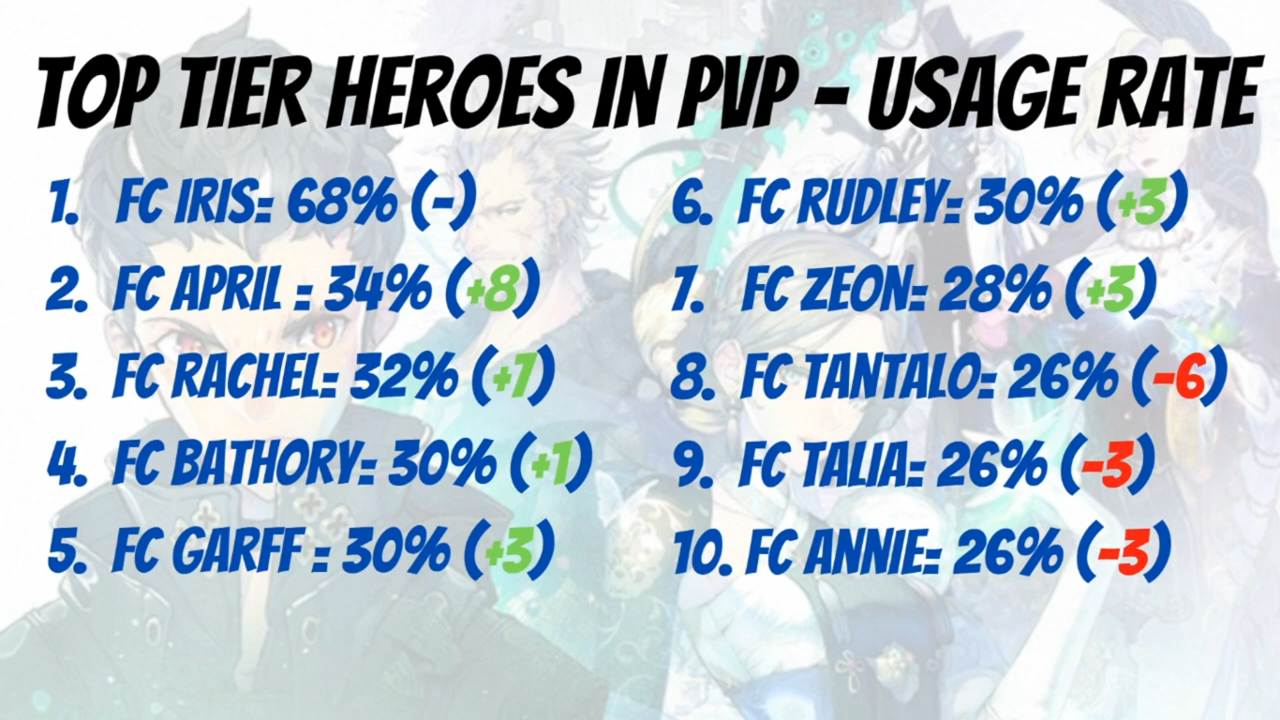 TOP TIER HEROES IN PVP - USAGE RATE
1. FC IRIS= 68% (-)
2. FC APRIL = 34% (+8)
3. FC RACHEL= 32% (+7)
4. FC BATHORY= 30% (+1)
5. FC GARFF = 30% (+3)
6. FC RUDLEY= 30% (+3)
7. FC ZEON= 28% (+3)
8. FC TANTALO= 26% (-6)
9. FC TALIA= 26% (-3)
10. FC ANNIE= 26% (-3)